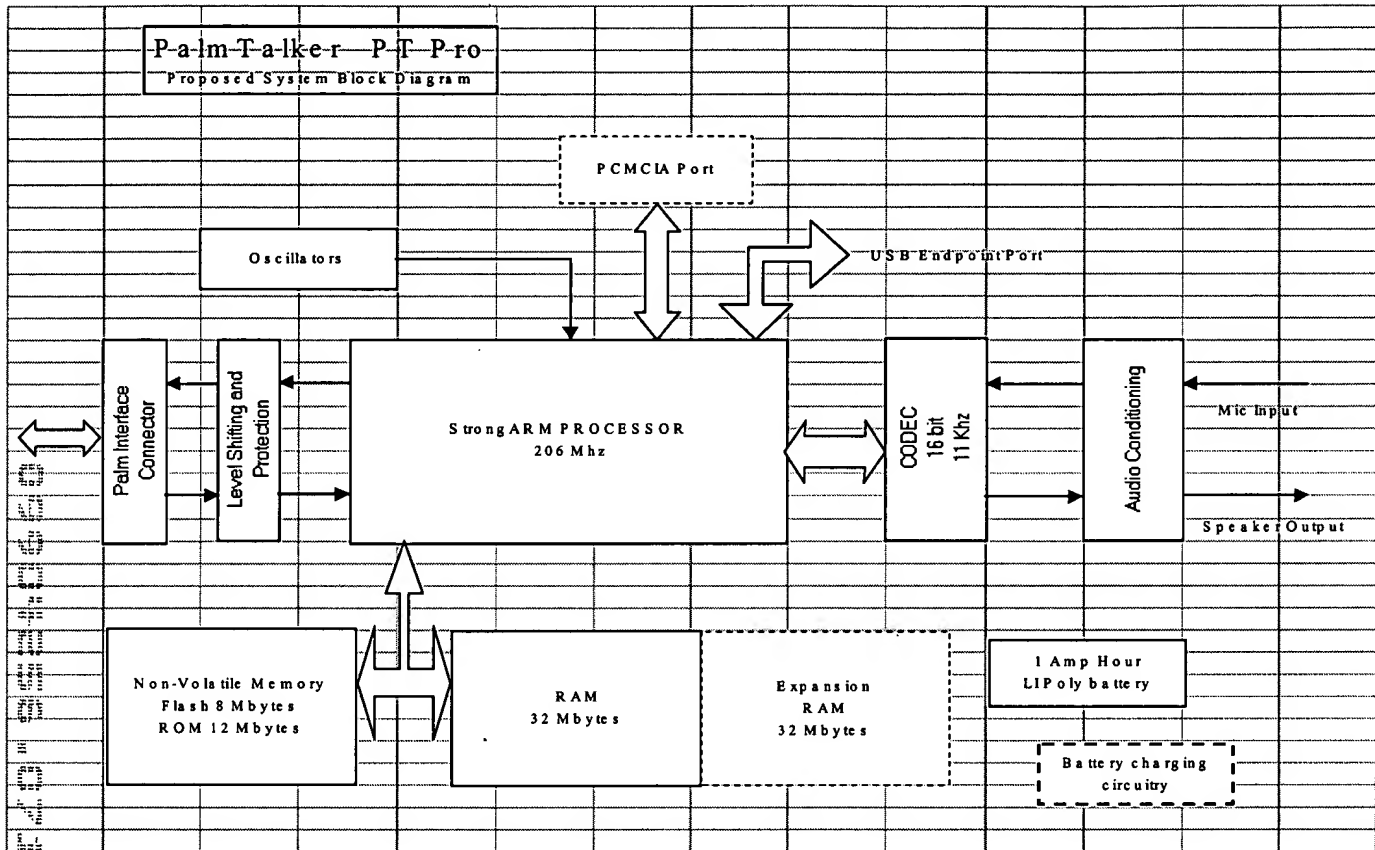 PalmTalker PT Pro
Proposed System Block Diagram
PCMCIA Port
Oscillators
USB Endpoint Port
Palm Interface
Connector
Level Shifting and
Protection
StrongARM PROCESSOR
206 Mhz
CODEC
16 bit
11 Khz
Audio Conditioning
Mic Input
Speaker Output
Non-Volatile Memory
Flash 8 Mbytes
ROM 12 Mbytes
RAM
32 Mbytes
Expansion
RAM
32 Mbytes
1 Amp Hour
LIPoly battery
Battery charging
circuitry